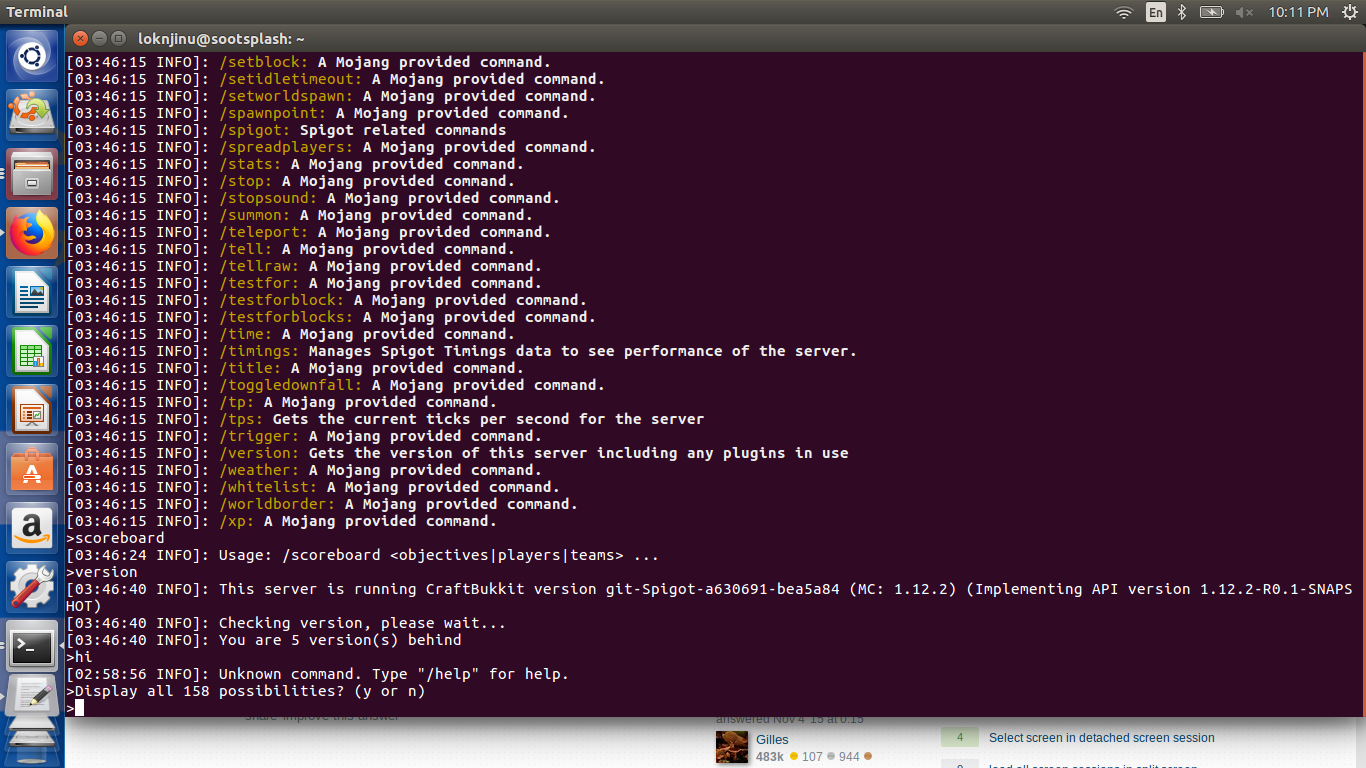 Terminal
En
10:11 PM
loknjinu@sootsplash: ~
[03:46:15 INFO]: /setblock: A Mojang provided command.
[03:46:15 INFO]: /setidletimeout: A Mojang provided command.
[03:46:15 INFO]: /setworldspawn: A Mojang provided command.
[03:46:15 INFO]: /spawnpoint: A Mojang provided command.
[03:46:15 INFO]: /spigot: Spigot related commands
[03:46:15 INFO]: /spreadplayers: A Mojang provided command.
[03:46:15 INFO]: /stats: A Mojang provided command.
[03:46:15 INFO]: /stop: A Mojang provided command.
[03:46:15 INFO]: /stopsound: A Mojang provided command.
[03:46:15 INFO]: /summon: A Mojang provided command.
[03:46:15 INFO]: /teleport: A Mojang provided command.
[03:46:15 INFO]: /tell: A Mojang provided command.
[03:46:15 INFO]: /tellraw: A Mojang provided command.
[03:46:15 INFO]: /testfor: A Mojang provided command.
[03:46:15 INFO]: /testforblock: A Mojang provided command.
[03:46:15 INFO]: /testforblocks: A Mojang provided command.
[03:46:15 INFO]: /time: A Mojang provided command.
[03:46:15 INFO]: /timings: Manages Spigot Timings data to see performance of the server.
[03:46:15 INFO]: /title: A Mojang provided command.
[03:46:15 INFO]: /toggledownfall: A Mojang provided command.
[03:46:15 INFO]: /tp: A Mojang provided command.
[03:46:15 INFO]: /tps: Gets the current ticks per second for the server
[03:46:15 INFO]: /trigger: A Mojang provided command.
[03:46:15 INFO]: /version: Gets the version of this server including any plugins in use
[03:46:15 INFO]: /weather: A Mojang provided command.
[03:46:15 INFO]: /whitelist: A Mojang provided command.
[03:46:15 INFO]: /worldborder: A Mojang provided command.
[03:46:15 INFO]: /xp: A Mojang provided command.
>scoreboard
[03:46:24 INFO]: Usage: /scoreboard <objectives|players|teams> ...
>version
[03:46:40 INFO]: This server is running CraftBukkit version git-Spigot-a630691-bea5a84 (MC: 1.12.2) (Implementing API version 1.12.2-R0.1-SNAPS
HOT)
[03:46:40 INFO]: Checking version, please wait...
[03:46:40 INFO]: You are 5 version(s) behind
>hi
[02:58:56 INFO]: Unknown command. Type "/help" for help.
>Display all 158 possibilities? (y or n)
>
share improve this answer
answered Nov 4 '15 at 0:15
Gilles
483k 107 944
4 Select screen in detached screen session
load all screen sessions in split screen